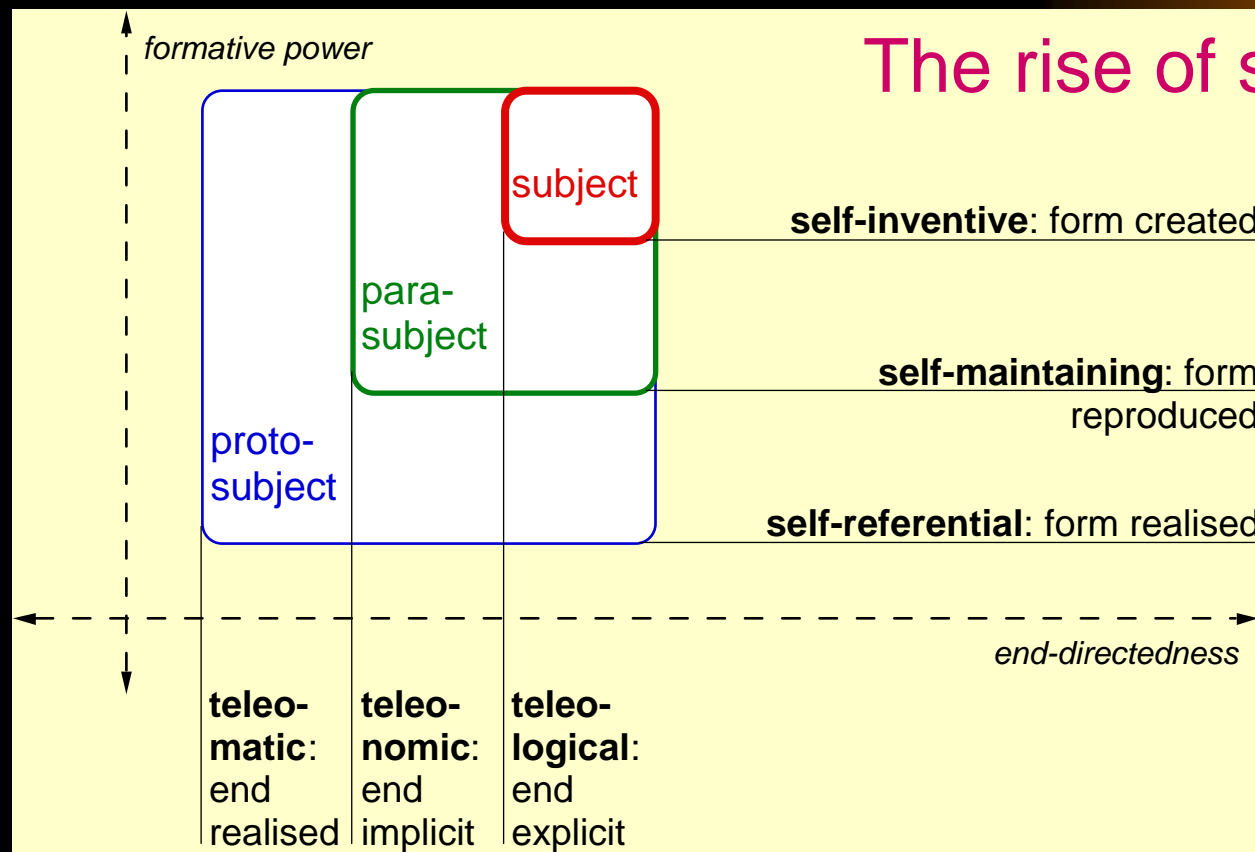 formative power
The rise of s
subject
self-inventive: form created
para-
subject
self-maintaining: form
reproduced
proto-
subject
self-referential: form realised
end-directedness
teleo-
matic:
end
realised
teleo-
nomic:
end
implicit
teleo-
logical:
end
explicit